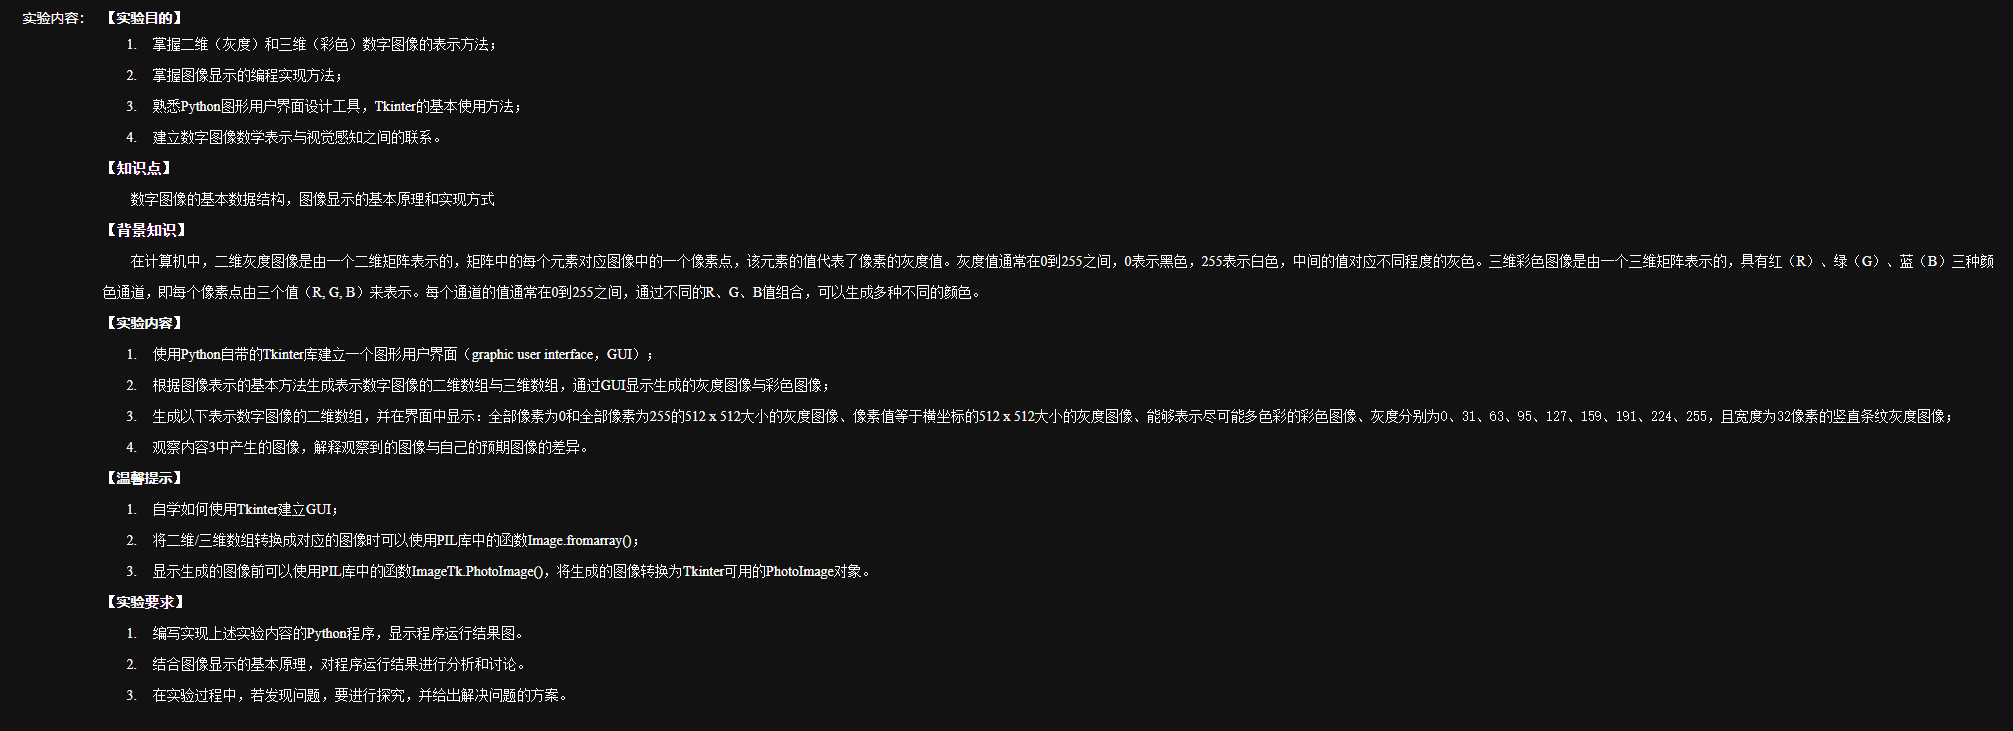 实验内容： 【实验目的】
1. 掌握二维（灰度）和三维（彩色）数字图像的表示方法；
2. 掌握图像显示的编程实现方法；
3. 熟悉Python图形用户界面设计工具，Tkinter的基本使用方法；
4. 建立数字图像数学表示与视觉感知之间的联系。
【知识点】
数字图像的基本数据结构，图像显示的基本原理和实现方式
【背景知识】
在计算机中，二维灰度图像是由一个二维矩阵表示的，矩阵中的每个元素对应图像中的一个像素点，该元素的值代表了像素的灰度值。灰度值通常在0到255之间，0表示黑色，255表示白色，中间的值对应不同程度的灰色。三维彩色图像是由一个三维矩阵表示的，具有红（R）、绿（G）、蓝（B）三种颜
色通道，即每个像素点由三个值（R, G, B）来表示。每个通道的值通常在0到255之间，通过不同的R、G、B值组合，可以生成多种不同的颜色。
【实验内容】
1. 使用Python自带的Tkinter库建立一个图形用户界面（graphic user interface，GUI）；
2. 根据图像表示的基本方法生成表示数字图像的二维数组与三维数组，通过GUI显示生成的灰度图像与彩色图像；
3. 生成以下表示数字图像的二维数组，并在界面中显示：全部像素为0和全部像素为255的512 x 512大小的灰度图像、像素值等于横坐标的512 x 512大小的灰度图像、能够表示尽可能多色彩的彩色图像、灰度分别为0、31、63、95、127、159、191、224、255，且宽度为32像素的竖直条纹灰度图像；
4. 观察内容3中产生的图像，解释观察到的图像与自己的预期图像的差异。
【温馨提示】
1. 自学如何使用Tkinter建立GUI；
2. 将二维/三维数组转换成对应的图像时可以使用PIL库中的函数Image.fromarray()；
3. 显示生成的图像前可以使用PIL库中的函数ImageTk.PhotoImage()，将生成的图像转换为Tkinter可用的PhotoImage对象。
【实验要求】
1. 编写实现上述实验内容的Python程序，显示程序运行结果图。
2. 结合图像显示的基本原理，对程序运行结果进行分析和讨论。
3. 在实验过程中，若发现问题，要进行探究，并给出解决问题的方案。